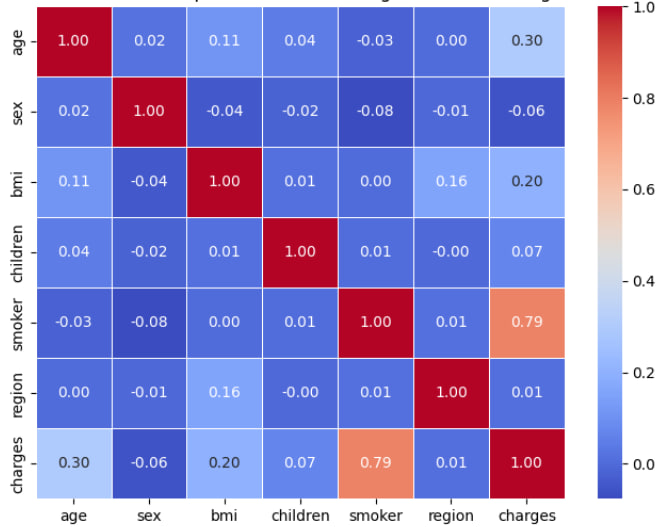 age 1.00 0.02 0.11 0.04 -0.03 0.00 0.30
sex 0.02 1.00 -0.04 -0.02 -0.08 -0.01 -0.06
bmi 0.11 -0.04 1.00 0.01 0.00 0.16 0.20
children 0.04 -0.02 0.01 1.00 0.01 -0.00 0.07
smoker -0.03 -0.08 0.00 0.01 1.00 0.01 0.79
region 0.00 -0.01 0.16 -0.00 0.01 1.00 0.01
charges 0.30 -0.06 0.20 0.07 0.79 0.01 1.00
age sex bmi children smoker region charges
1.0
0.8
0.6
0.4
0.2
0.0